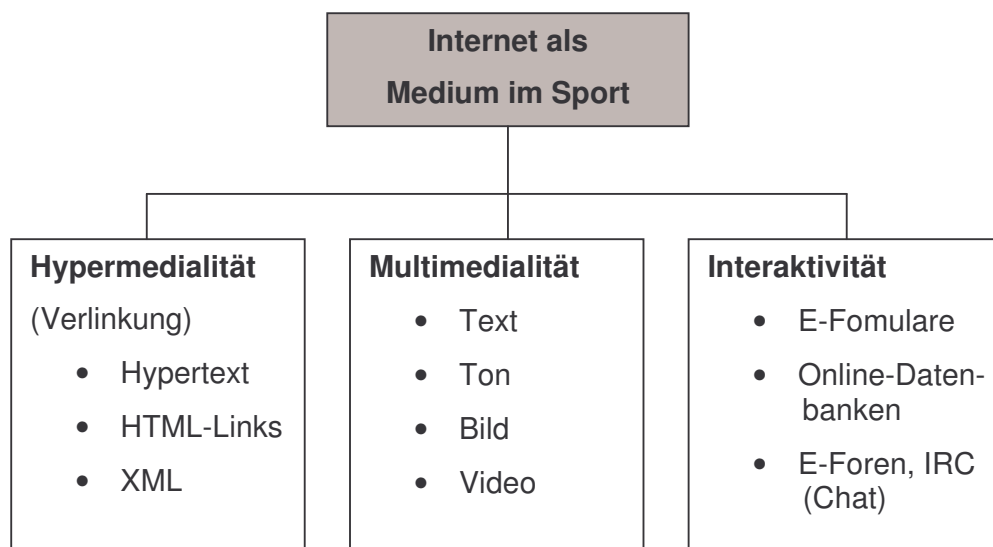 Internet als
Medium im Sport
Hypermedialität
(Verlinkung)
• Hypertext
• HTML-Links
• XML
Multimedialität
• Text
• Ton
• Bild
• Video
Interaktivität
• E-Fomulare
• Online-Daten-
banken
• E-Foren, IRC
(Chat)